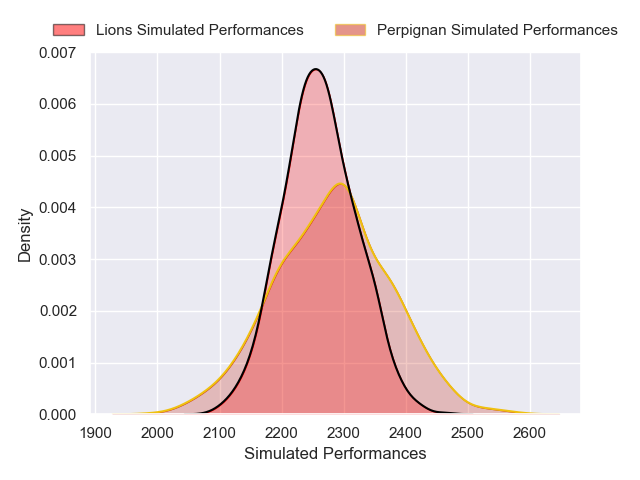 Lions Simulated Performances
Perpignan Simulated Performances
0.007
0.006
0.005
0.004
0.003
0.002
0.001
0.000
Density
1900 2000 2100 2200 2300 2400 2500 2600
Simulated Performances